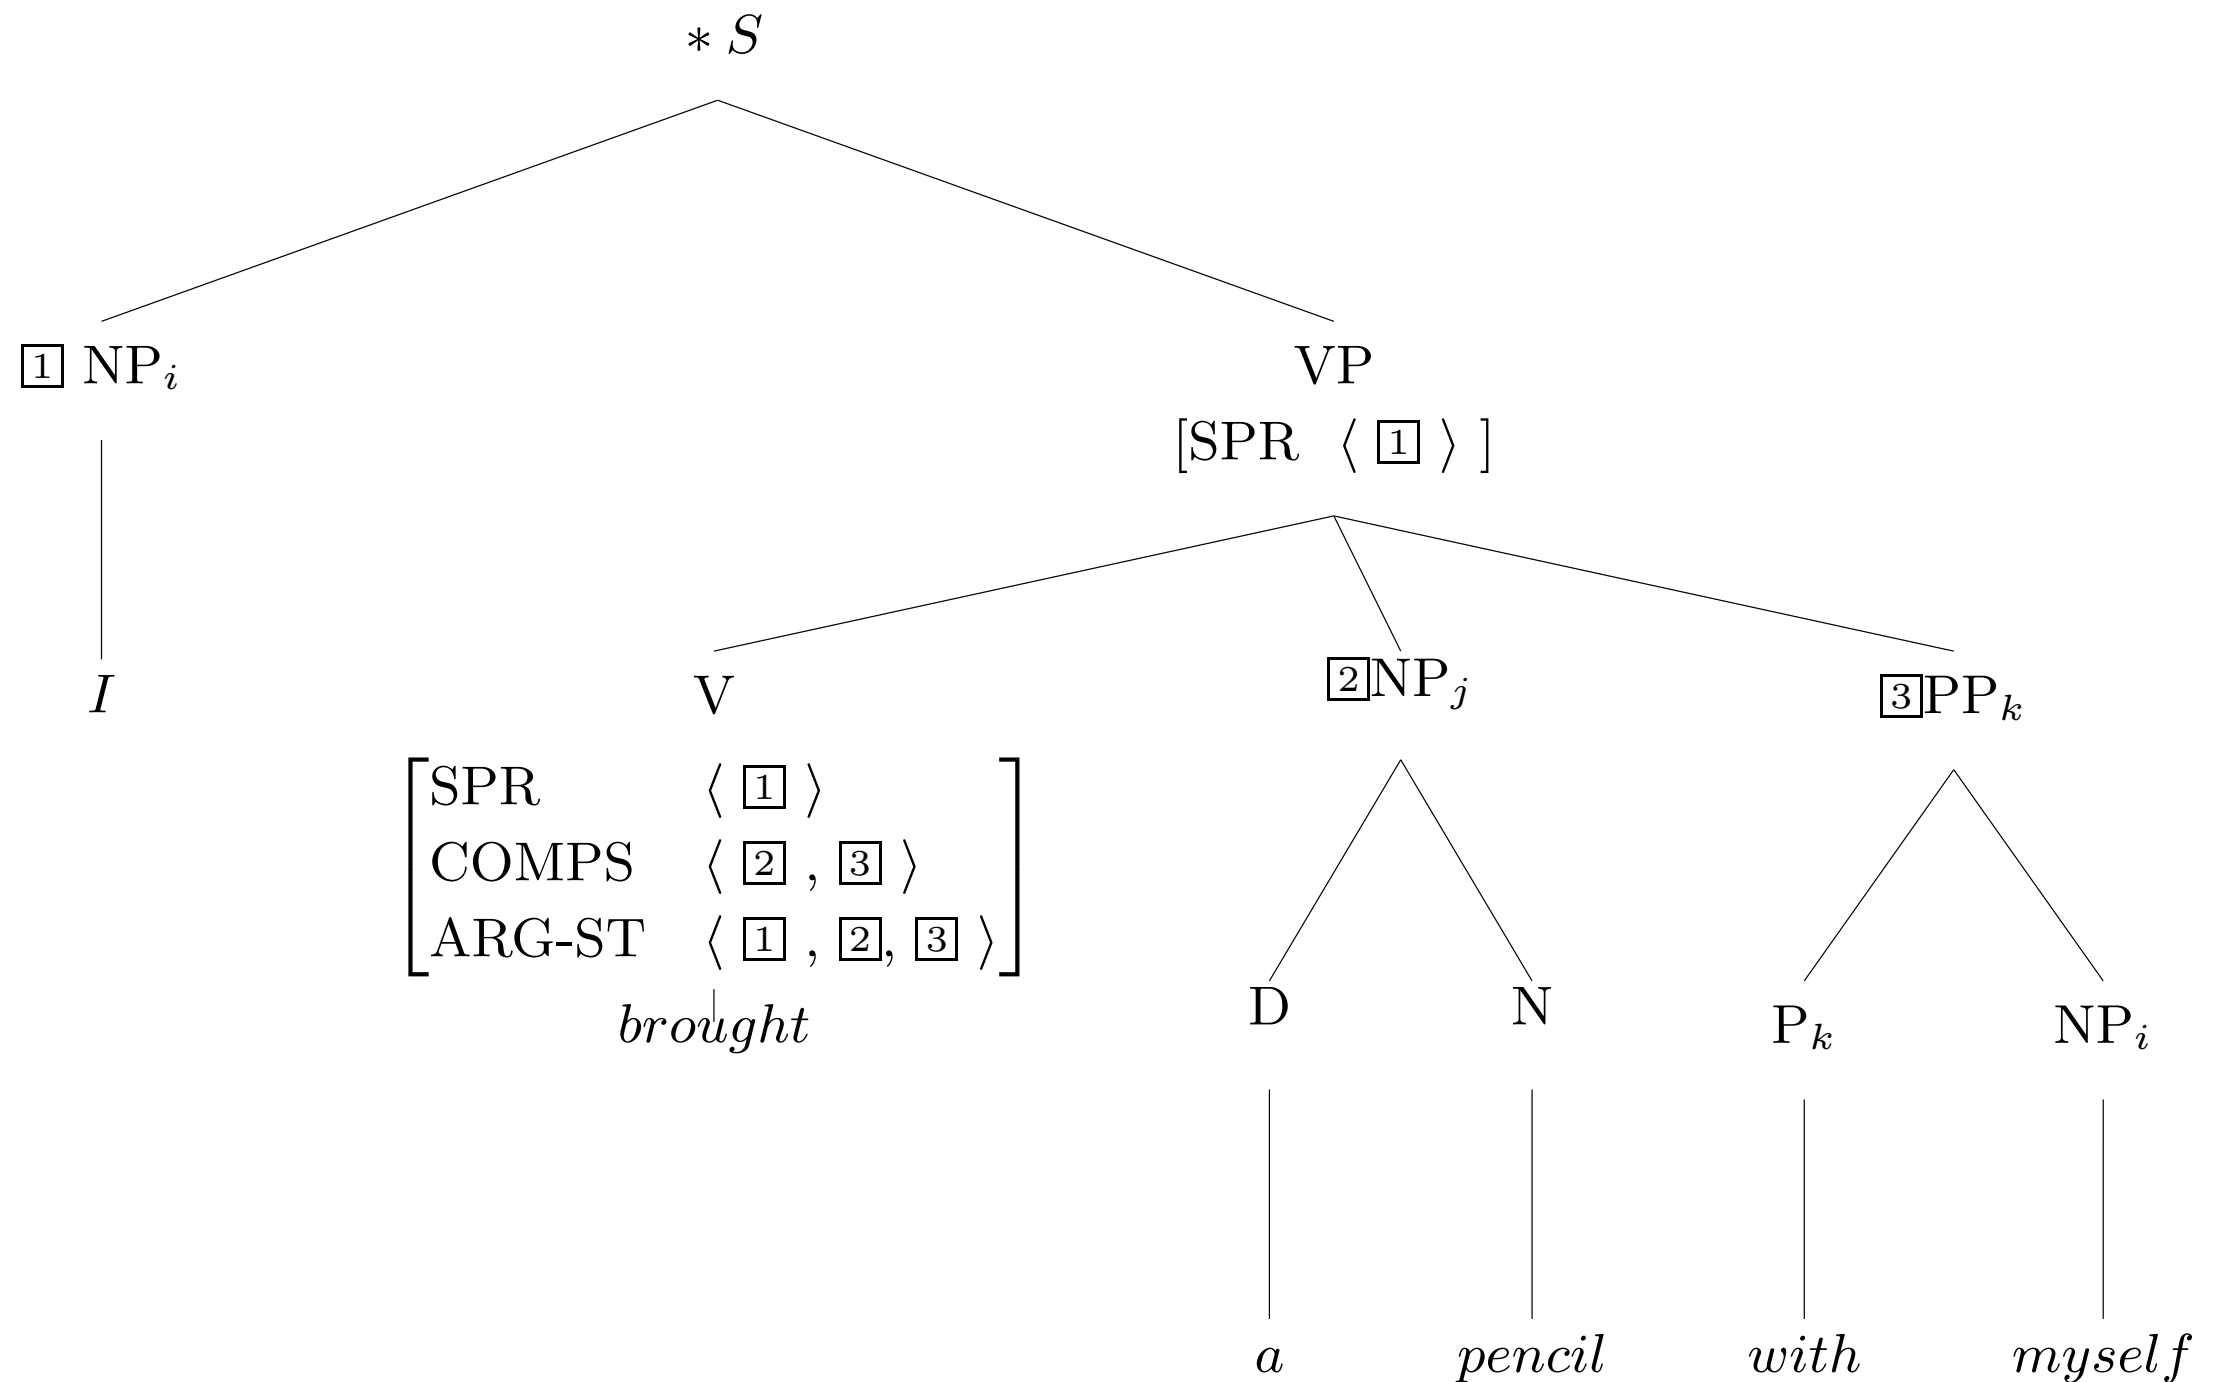 * S
1 NP_i VP
[SPR ⟨ 1 ⟩ ]
I V 2NP_j 3PP_k
SPR ⟨ 1 ⟩
COMPS ⟨ 2 , 3 ⟩
ARG-ST ⟨ 1 , 2, 3 ⟩
brought D N P_k NP_i
a pencil with myself